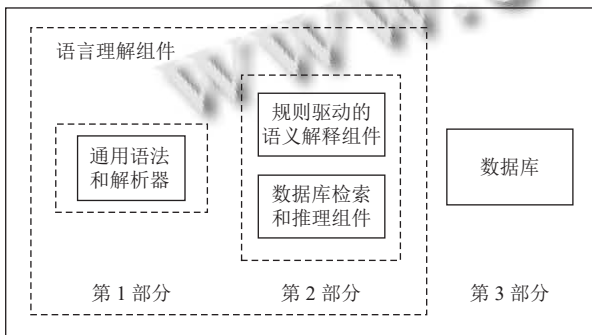 www.
语言理解组件
规则驱动的
语义解释组件
通用语法
和解析器
数据库检索
和推理组件
数据库
第 1 部分
第 2 部分
第 3 部分